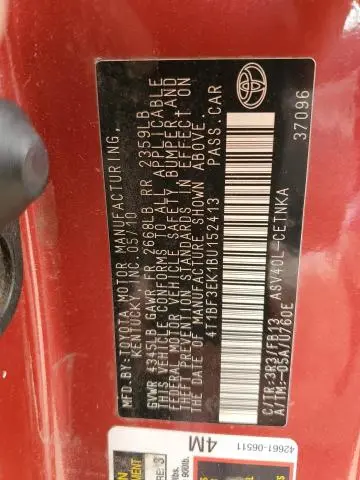 MFD.BY:TOYOTA MOTOR MANUFACTURING,
KENTUCKY,INC. 05/10
GVWR 4345LB GAWR FR 2668LB RR 2359LB
THIS VEHICLE CONFORMS TO ALL APPLICABLE
FEDERAL MOTOR VEHICLE SAFETY, BUMPER AND
THEFT PREVENTION STANDARDS IN EFFECT ON
THE DATE OF MANUFACTURE SHOWN ABOVE.
4T1BF3EK1BU152413 PASS.CAR
C/TR:3R3/FB13 ASV40L-CETNKA
A/TM:-05A/U760E
37096
42661-06511
4M